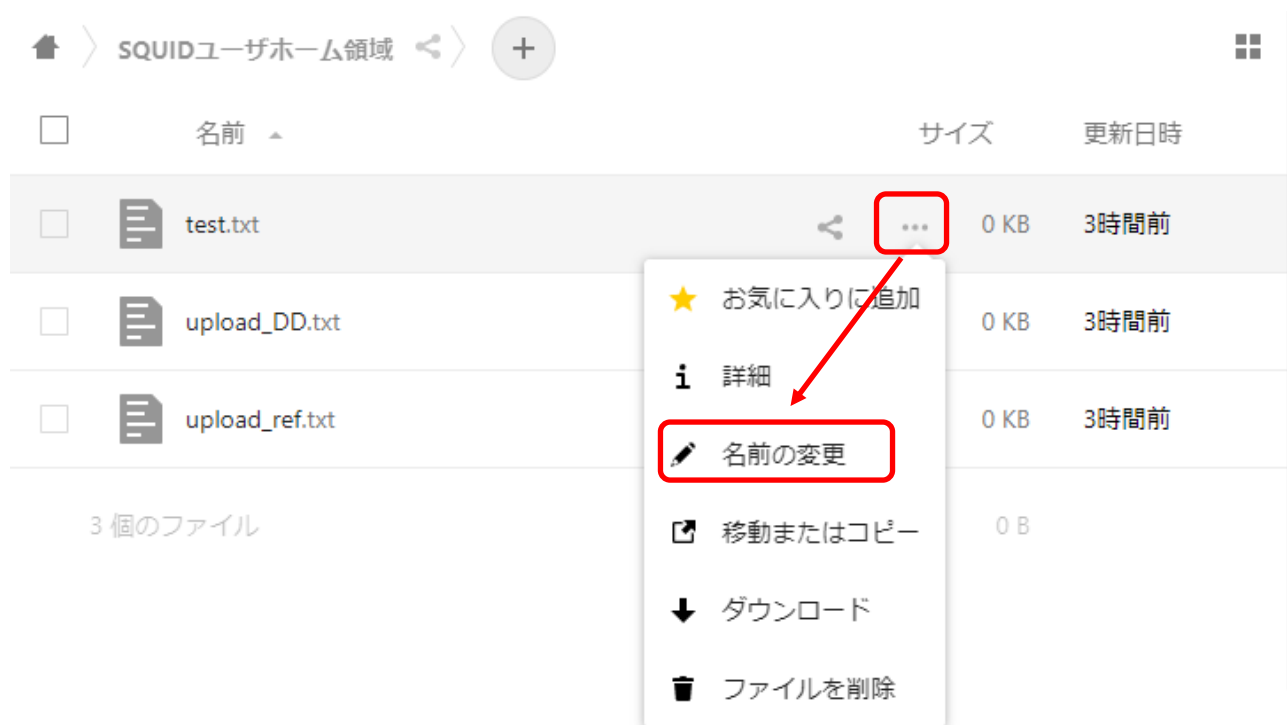 SQUIDユーザホーム領域 +
名前 サイズ 更新日時
test.txt ... 0 KB 3時間前
お気に入りに追加
upload_DD.txt 0 KB 3時間前
詳細
upload_ref.txt 0 KB 3時間前
名前の変更
3 個のファイル 0 B
移動またはコピー
ダウンロード
ファイルを削除